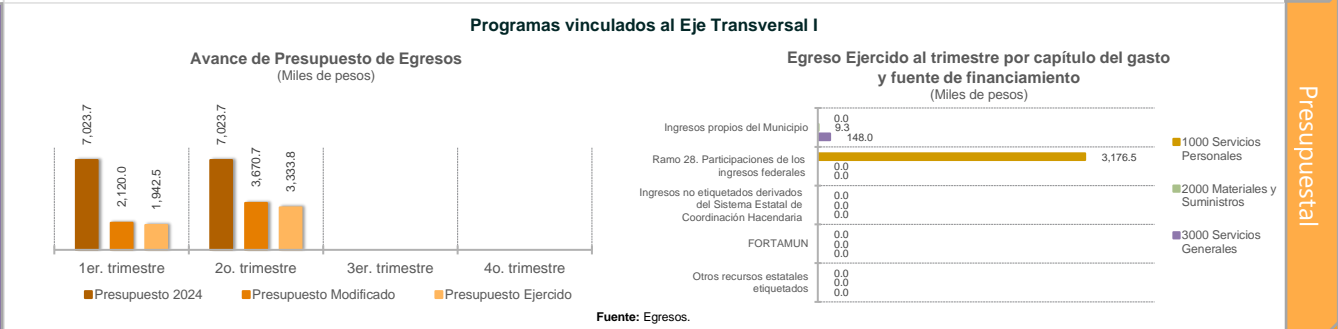 Programas vinculados al Eje Transversal I
Avance de Presupuesto de Egresos
(Miles de pesos)
7,023.7
2,120.0
1,942.5
7,023.7
3,670.7
3,333.8
1er. trimestre
2o. trimestre
3er. trimestre
4o. trimestre
Presupuesto 2024
Presupuesto Modificado
Presupuesto Ejercido
Egreso Ejercido al trimestre por capítulo del gasto
y fuente de financiamiento
(Miles de pesos)
Ingresos propios del Municipio
0.0
9.3
148.0
Ramo 28. Participaciones de los
ingresos federales
3,176.5
0.0
0.0
Ingresos no etiquetados derivados
del Sistema Estatal de
Coordinación Hacendaria
0.0
0.0
0.0
FORTAMUN
0.0
0.0
0.0
Otros recursos estatales
etiquetados
0.0
0.0
0.0
1000 Servicios
Personales
2000 Materiales y
Suministros
3000 Servicios
Generales
Fuente: Egresos.
Presupuestal